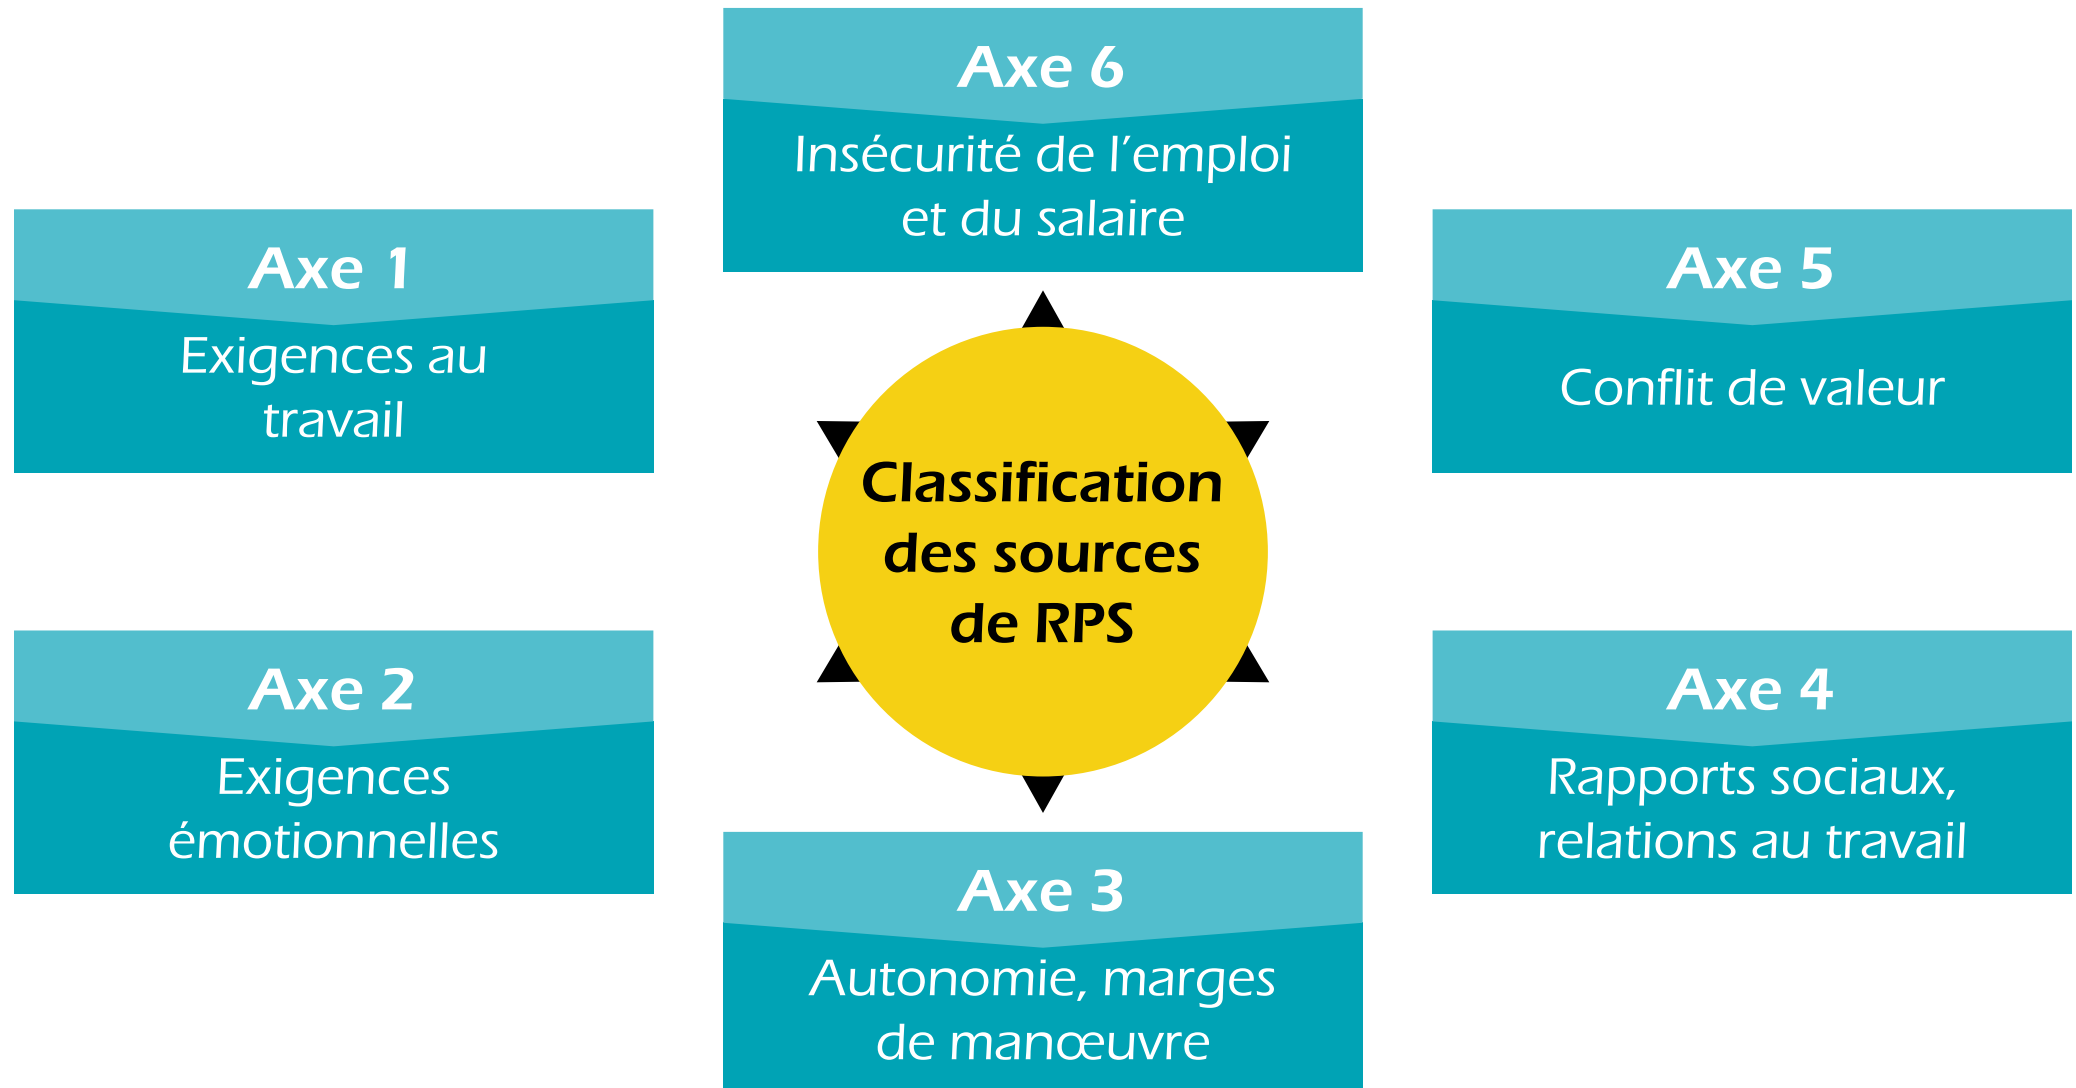 Axe 6
Insécurité de l’emploi
et du salaire
Axe 1
Exigences au
travail
Axe 5
Conflit de valeur
Classification
des sources
de RPS
Axe 2
Exigences
émotionnelles
Axe 4
Rapports sociaux,
relations au travail
Axe 3
Autonomie, marges
de manœuvre